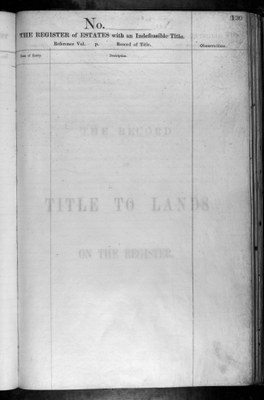 130
No.
THE REGISTER of ESTATES with an Indefeasible Title.
Reference Vol. p. Record of Title.
Observations.
Date of Entry.
Description.
THE RECORD
TITLE TO LANDS
ON THE REGISTER.